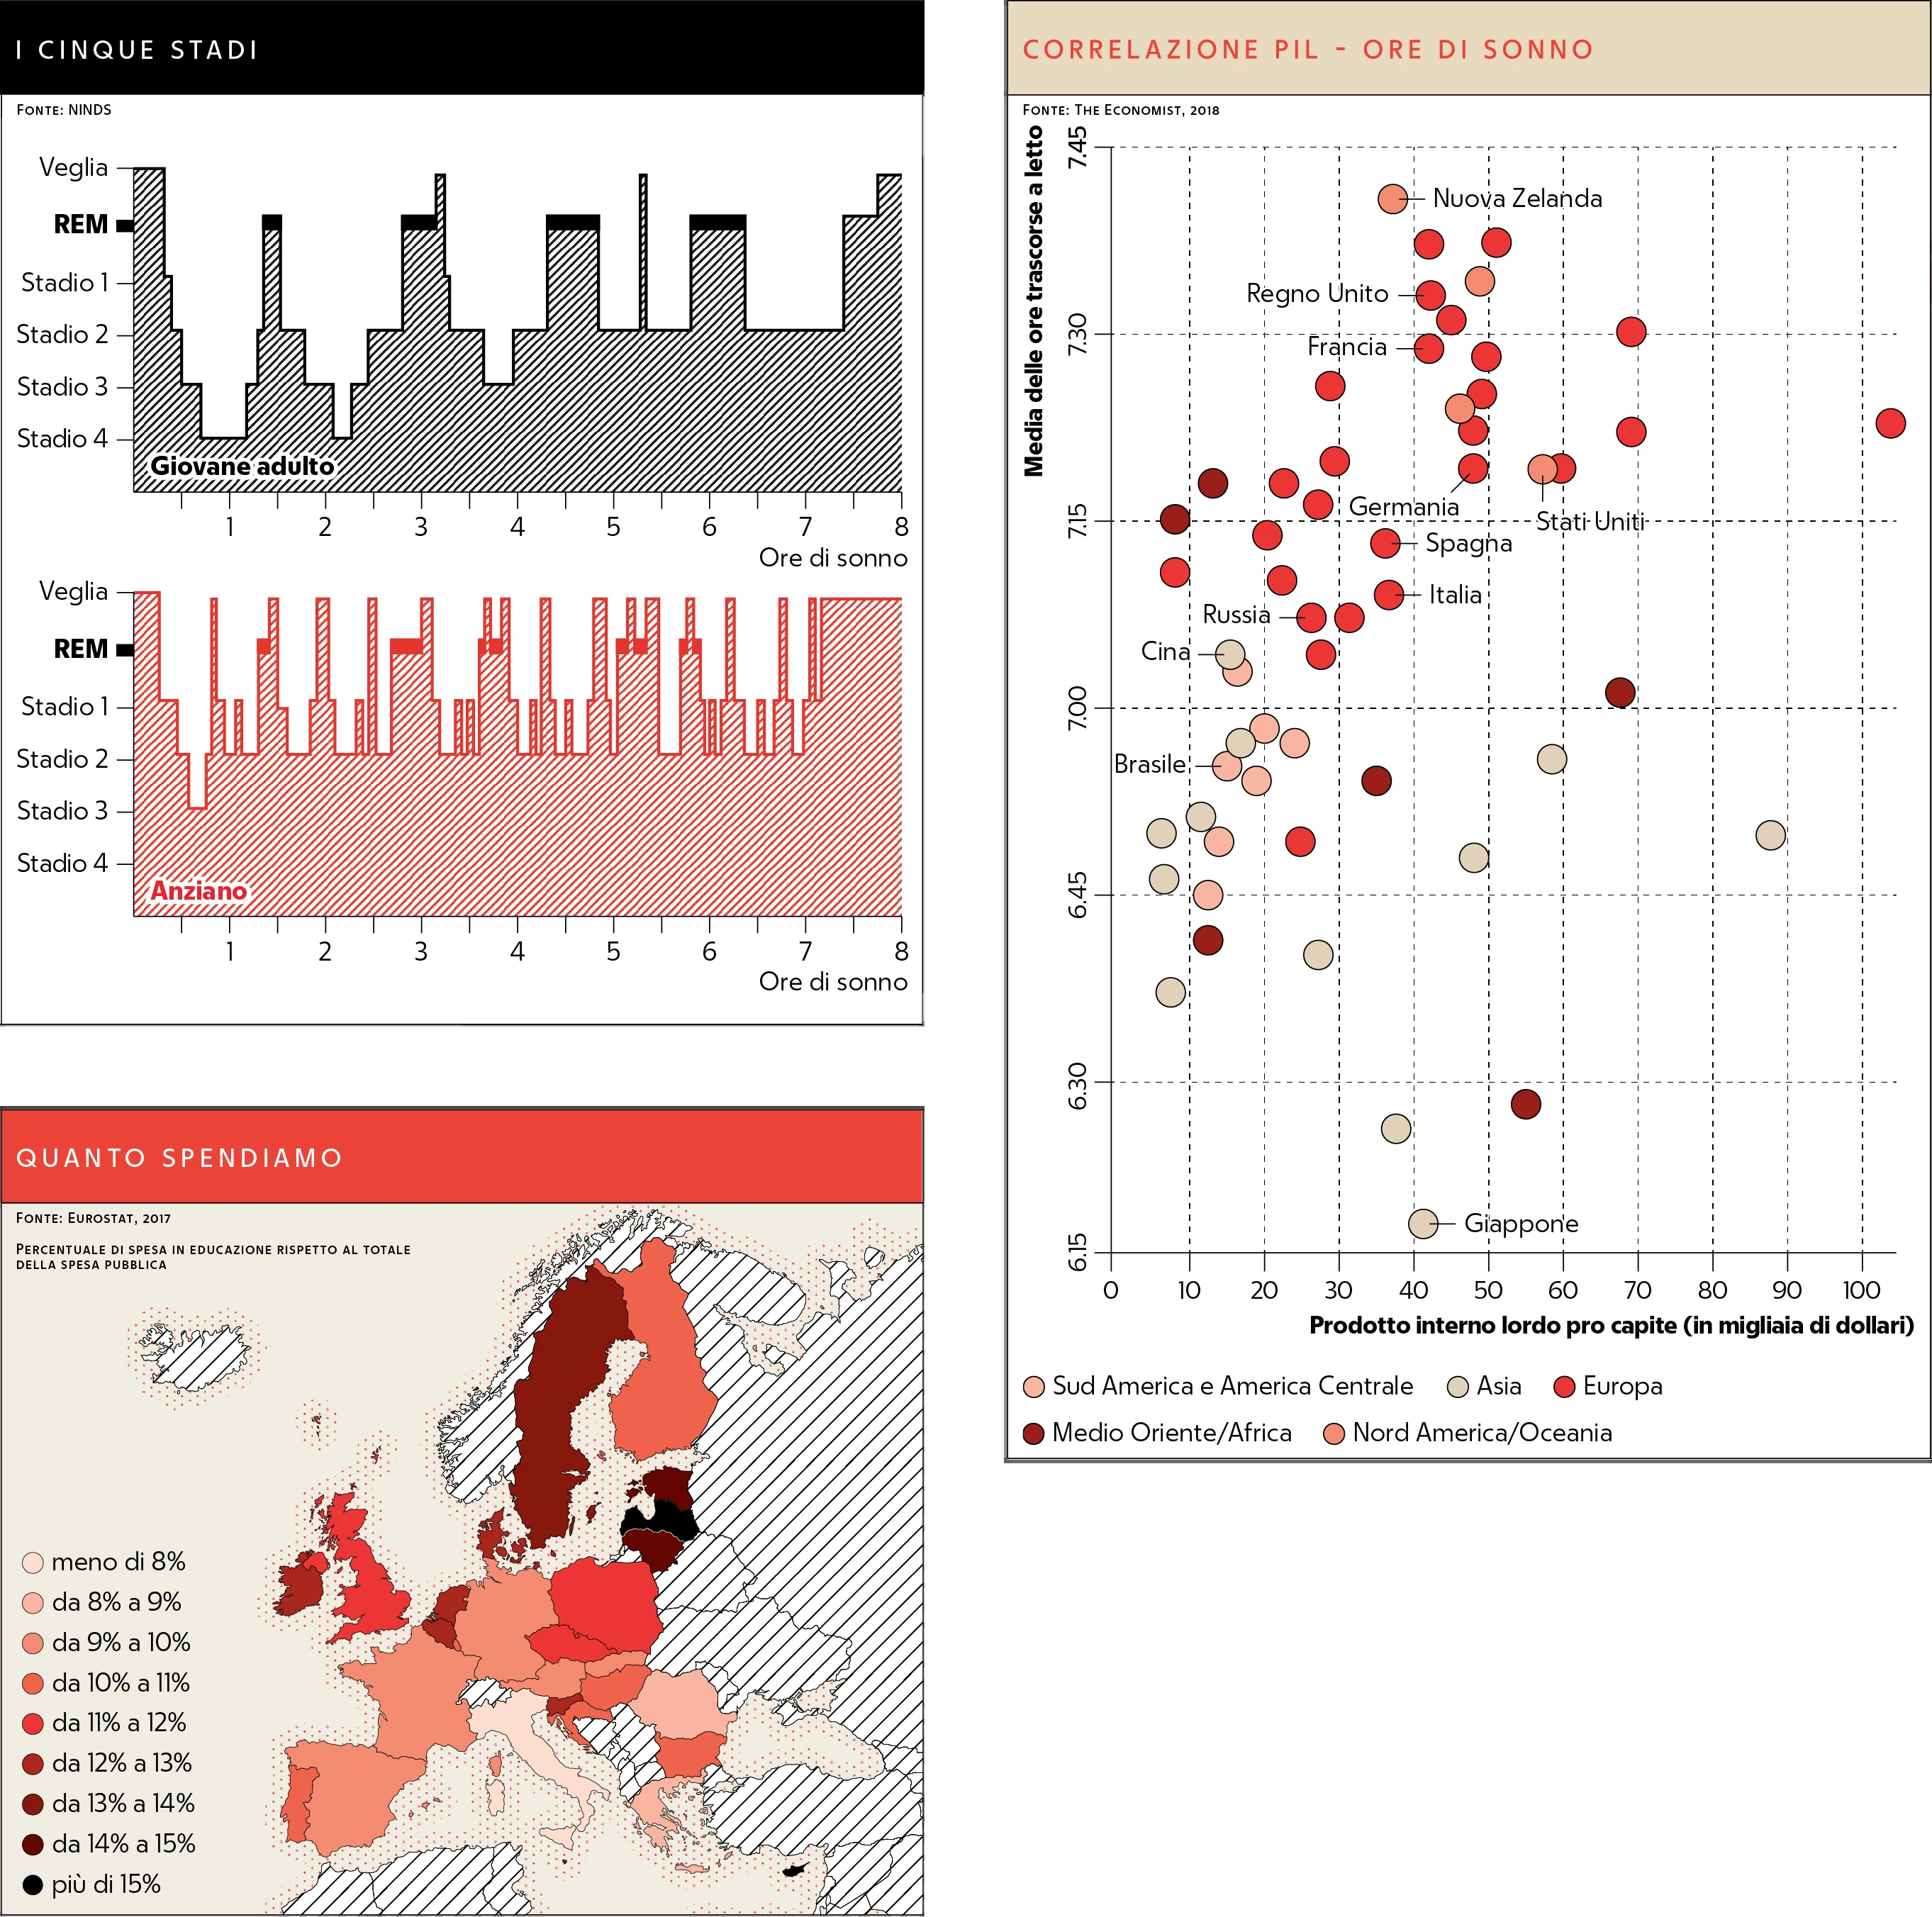 I CINQUE STADI
FONTE: NINDS
Veglia
REM
Stadio 1
Stadio 2
Stadio 3
Stadio 4
Giovane adulto
1 2 3 4 5 6 7 8
Ore di sonno
Veglia
REM
Stadio 1
Stadio 2
Stadio 3
Stadio 4
Anziano
1 2 3 4 5 6 7 8
Ore di sonno
QUANTO SPENDIAMO
FONTE: EUROSTAT, 2017
PERCENTUALE DI SPESA IN EDUCAZIONE RISPETTO AL TOTALE
DELLA SPESA PUBBLICA
meno di 8%
da 8% a 9%
da 9% a 10%
da 10% a 11%
da 11% a 12%
da 12% a 13%
da 13% a 14%
da 14% a 15%
più di 15%
CORRELAZIONE PIL - ORE DI SONNO
FONTE: THE ECONOMIST, 2018
Media delle ore trascorse a letto
7.45
7.30
7.15
7.00
6.45
6.30
6.15
Nuova Zelanda
Regno Unito
Francia
Germania
Stati Uniti
Spagna
Italia
Russia
Cina
Brasile
Giappone
0 10 20 30 40 50 60 70 80 90 100
Prodotto interno lordo pro capite (in migliaia di dollari)
Sud America e America Centrale
Asia
Europa
Medio Oriente/Africa
Nord America/Oceania